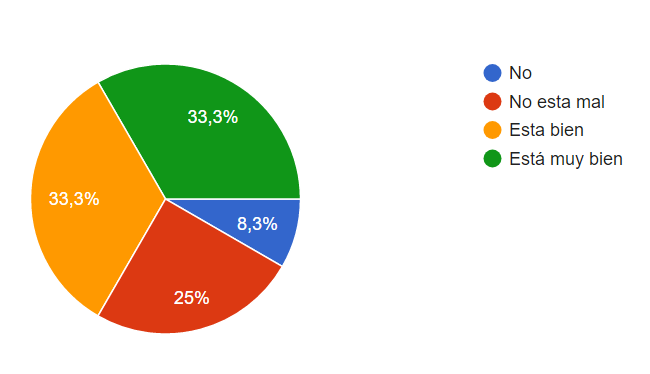 No
No esta mal
Esta bien
Está muy bien
33,3%
33,3%
8,3%
25%